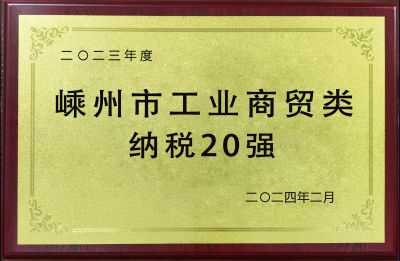 二〇二三年度
嵊州市工业商贸类
纳税20强
二〇二四年二月